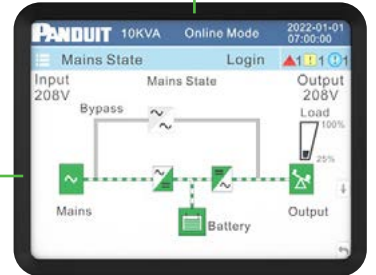 PANDUIT 10KVA Online Mode 2022-01-01
07:00:00
Mains State Login 1 ! 1 1
Input Mains State Output
208V 208V
Bypass Load
100%
25%
Mains Output
Battery